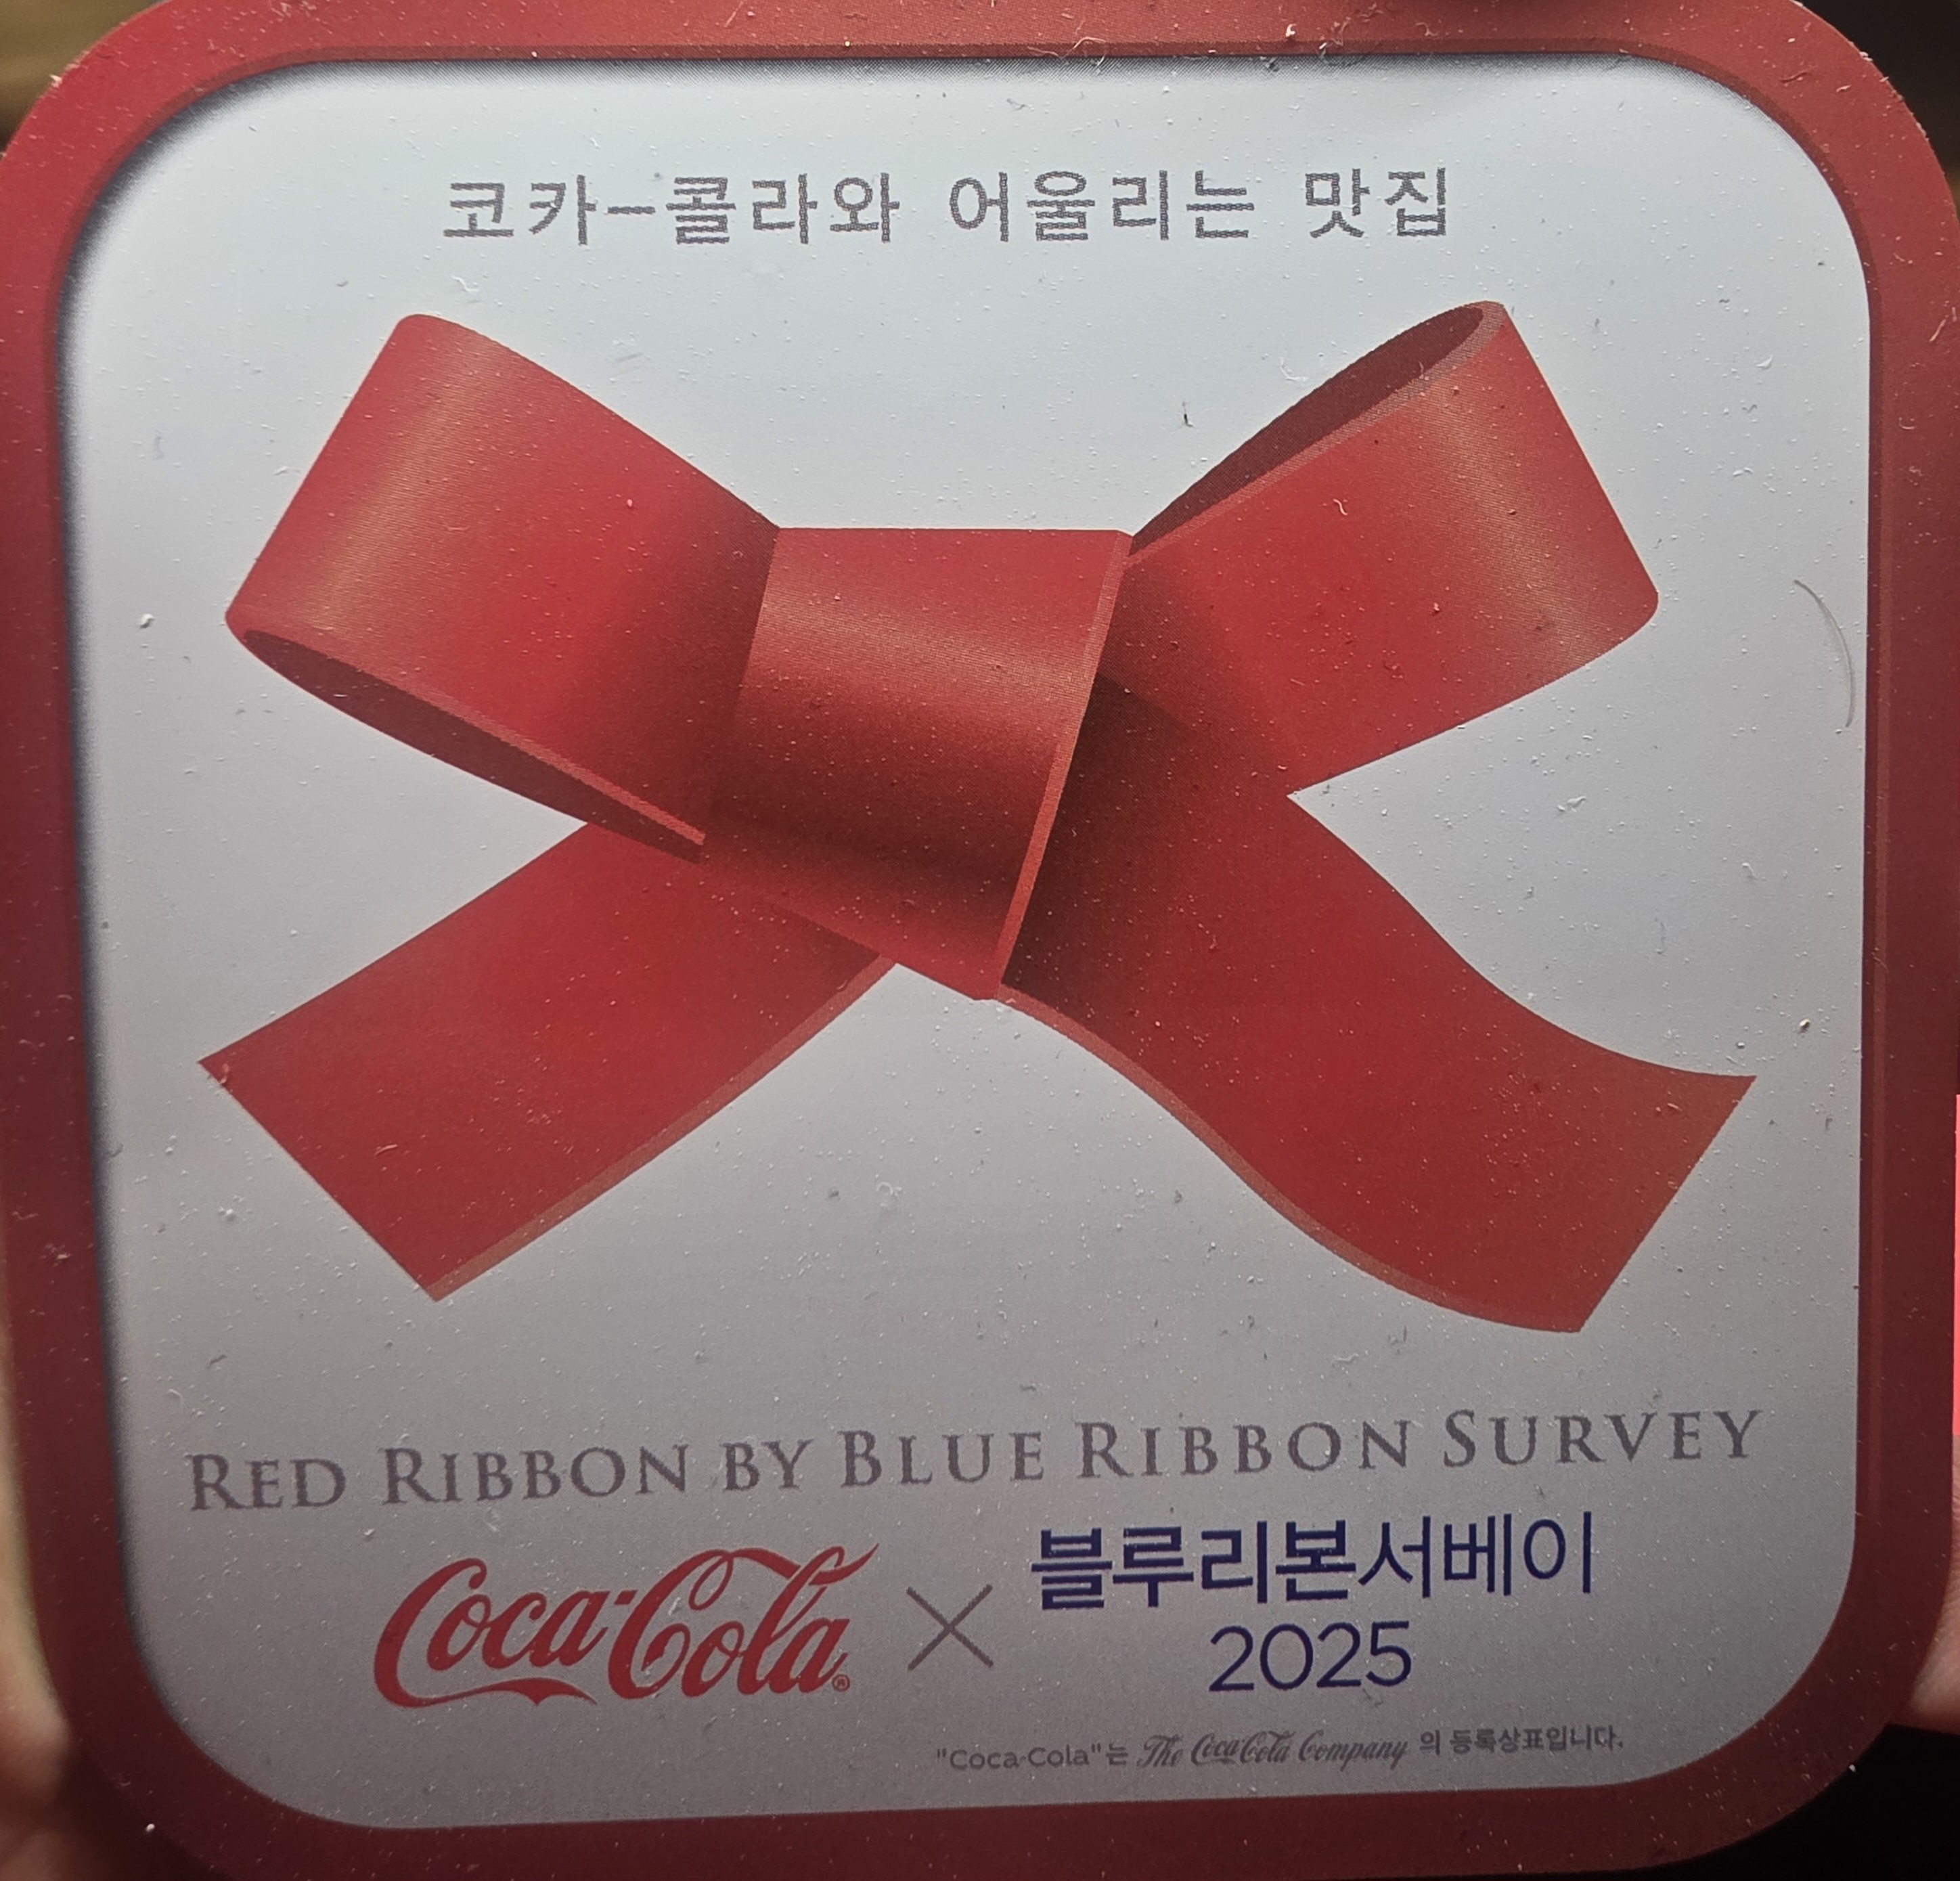 코카-콜라와 어울리는 맛집
RED RIBBON BY BLUE RIBBON SURVEY
Coca-Cola® × 블루리본서베이
2025
"Coca-Cola"는 The Coca-Cola Company 의 등록상표입니다.